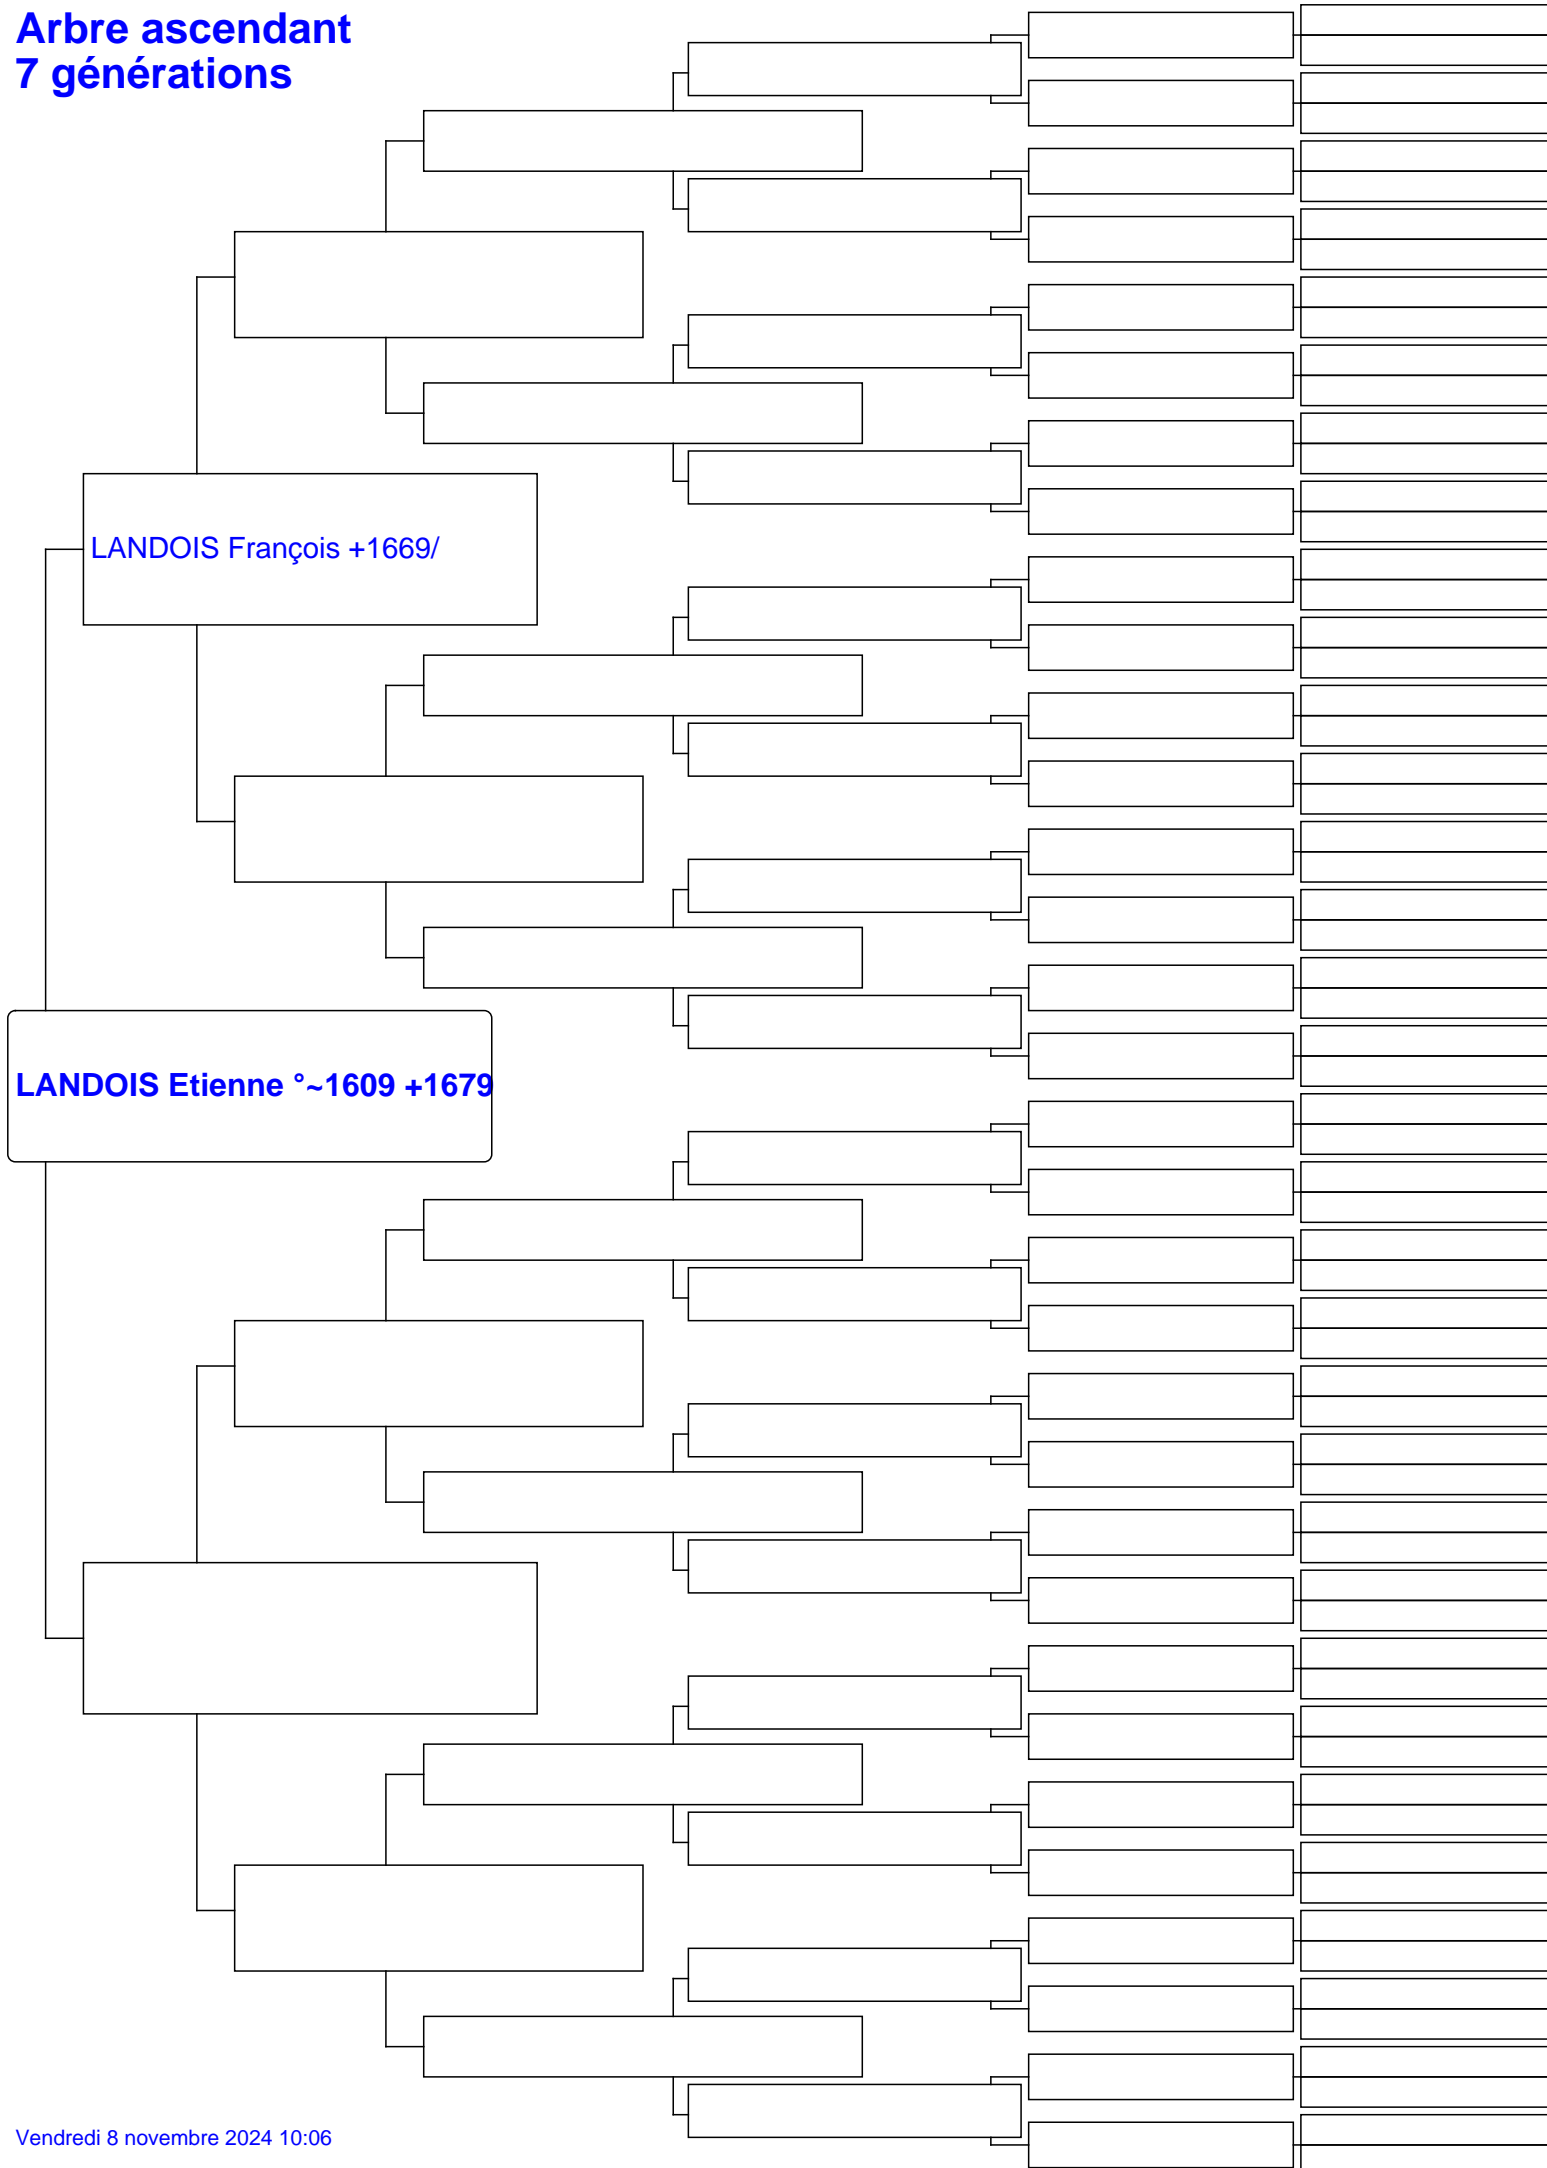 Arbre ascendant
7 générations
LANDOIS François +1669/
LANDOIS Etienne °~1609 +1679
Vendredi 8 novembre 2024 10:06